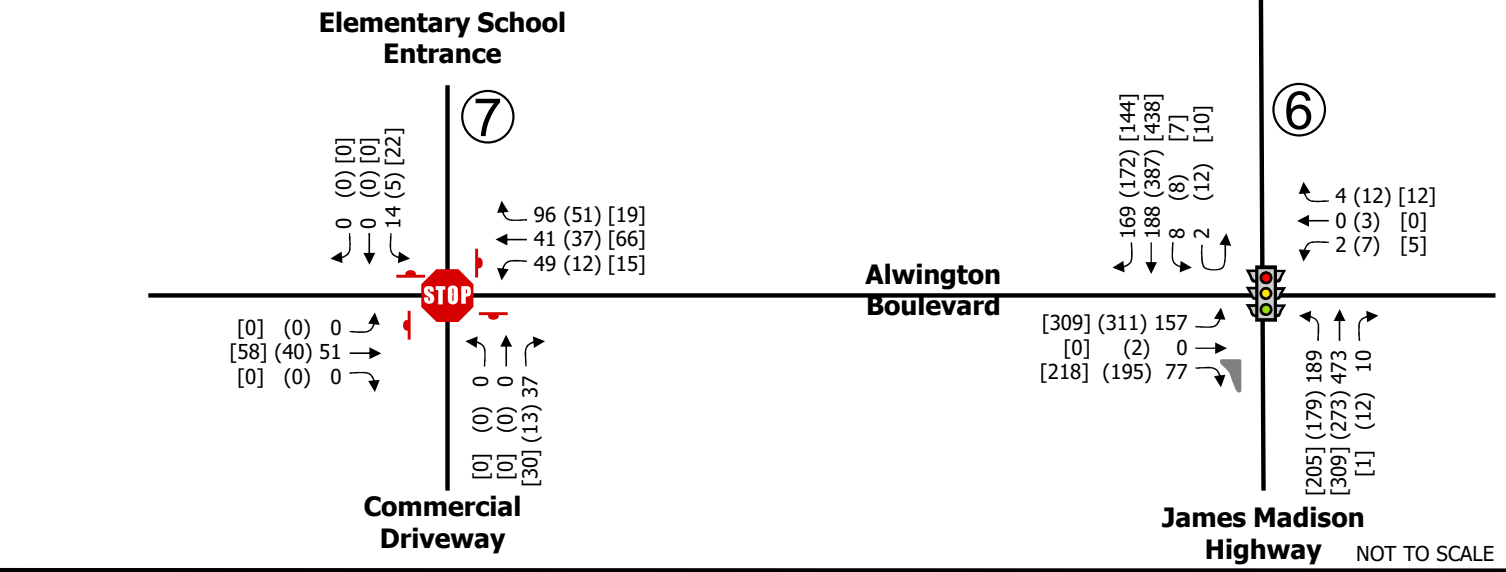 Elementary School
Entrance
7
0 (0) [0]
0 (0) [0]
14 (5) [22]
96 (51) [19]
41 (37) [66]
49 (12) [15]
STOP
[0] (0) 0
[58] (40) 51
[0] (0) 0
[0] (0) 0
[0] (0) 0
[30] (13) 37
Commercial
Driveway
Alwington
Boulevard
6
169 (172) [144]
188 (387) [438]
8 (8) [7]
2 (12) [10]
4 (12) [12]
0 (3) [0]
2 (7) [5]
[309] (311) 157
[0] (2) 0
[218] (195) 77
[205] (179) 189
[309] (273) 473
[1] (12) 10
James Madison
Highway
NOT TO SCALE